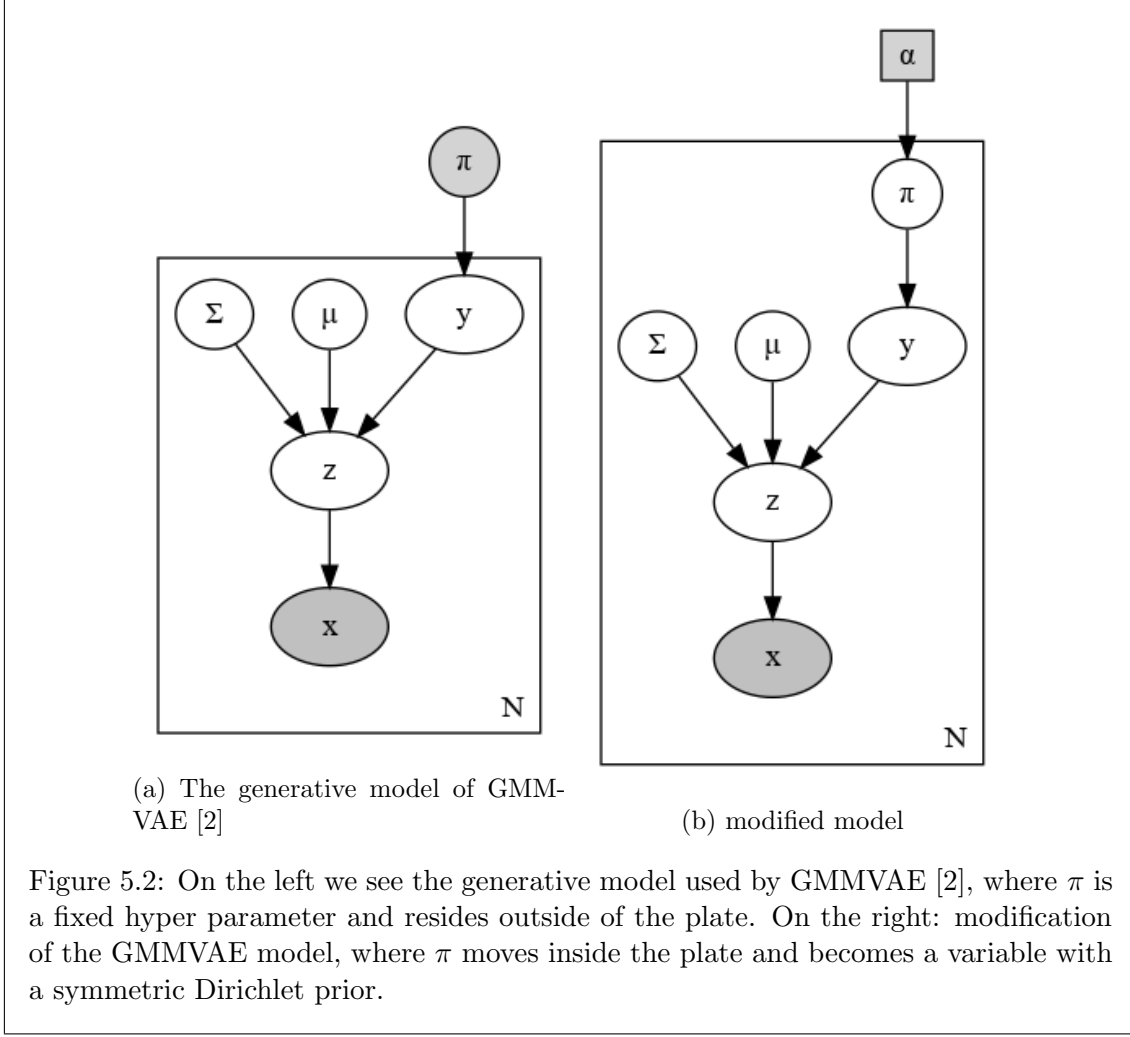 π
Σ
μ
y
z
x
N
(a) The generative model of GMM-
VAE [2]
α
π
Σ
μ
y
z
x
N
(b) modified model
Figure 5.2: On the left we see the generative model used by GMMVAE [2], where π is
a fixed hyper parameter and resides outside of the plate. On the right: modification
of the GMMVAE model, where π moves inside the plate and becomes a variable with
a symmetric Dirichlet prior.